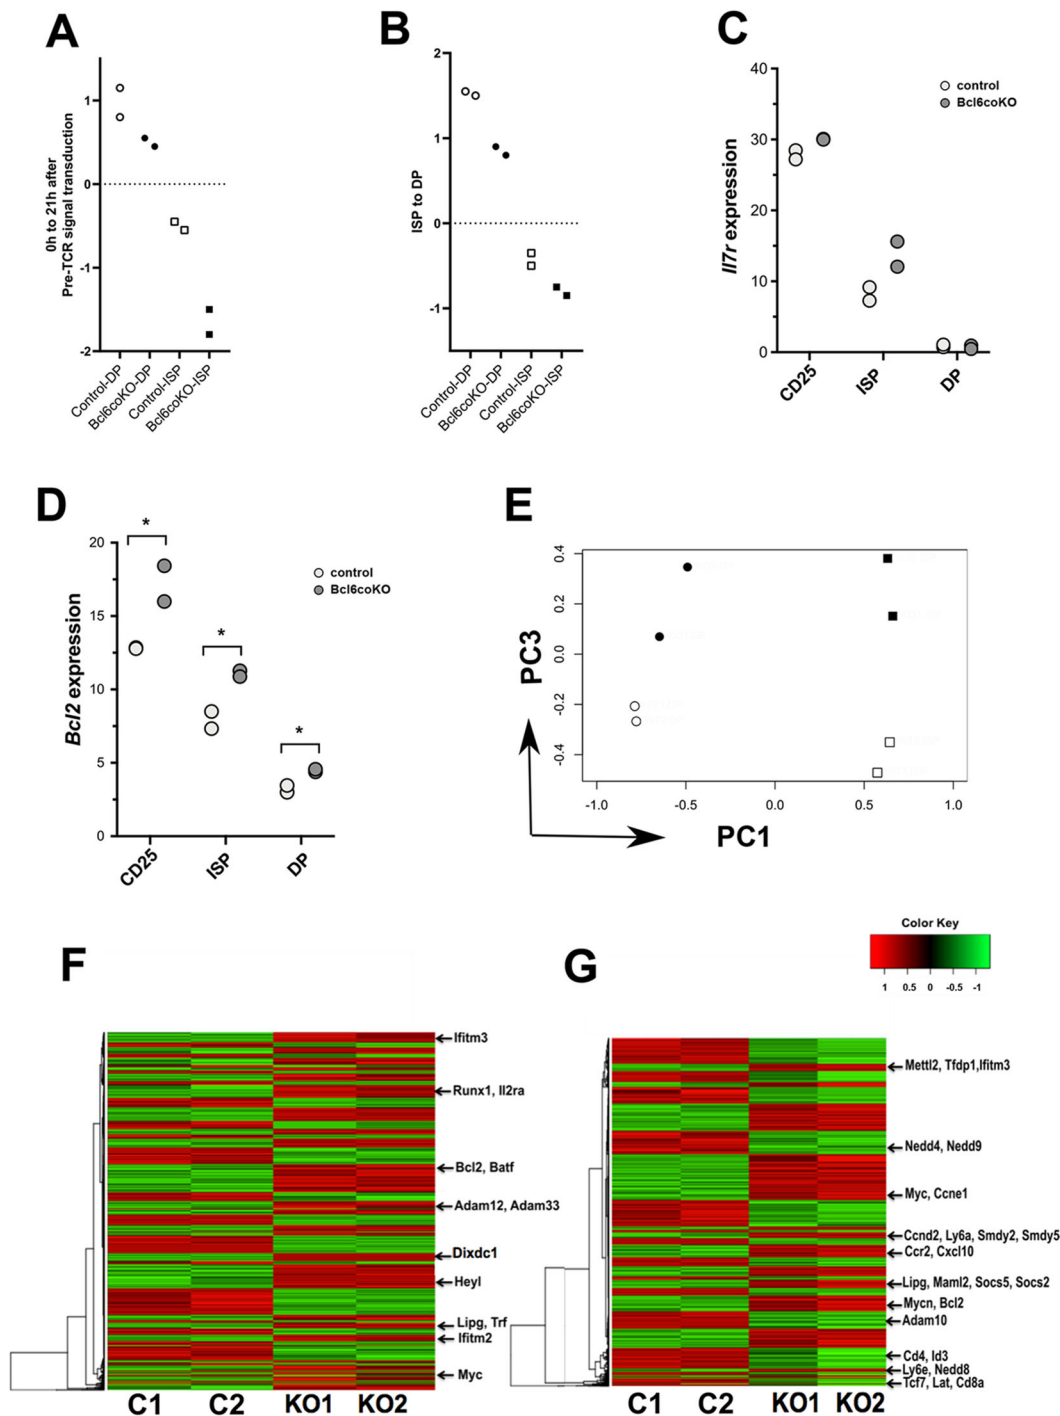 A
0h to 21h after
Pre-TCR signal transduction
1
0
-1
-2
Control-DP
Bcl6coKO-DP
Control-ISP
Bcl6coKO-ISP
B
ISP to DP
2
1
0
-1
Control-DP
Bcl6coKO-DP
Control-ISP
Bcl6coKO-ISP
C
Il7r expression
40
30
20
10
0
control
Bcl6coKO
CD25
ISP
DP
D
Bcl2 expression
20
15
10
5
0
*
*
*
control
Bcl6coKO
CD25
ISP
DP
E
PC3
0.4
0.2
0.0
-0.2
-0.4
-1.0
-0.5
0.0
0.5
1.0
PC1
Color Key
1 0.5 0 -0.5 -1
F
Ifitm3
Runx1, Il2ra
Bcl2, Batf
Adam12, Adam33
Dixdc1
Heyl
Lipg, Trf
Ifitm2
Myc
C1 C2 KO1 KO2
G
Mettl2, Tfdp1,Ifitm3
Nedd4, Nedd9
Myc, Ccne1
Ccnd2, Ly6a, Smdy2, Smdy5
Ccr2, Cxcl10
Lipg, Maml2, Socs5, Socs2
Mycn, Bcl2
Adam10
Cd4, Id3
Ly6e, Nedd8
Tcf7, Lat, Cd8a
C1 C2 KO1 KO2